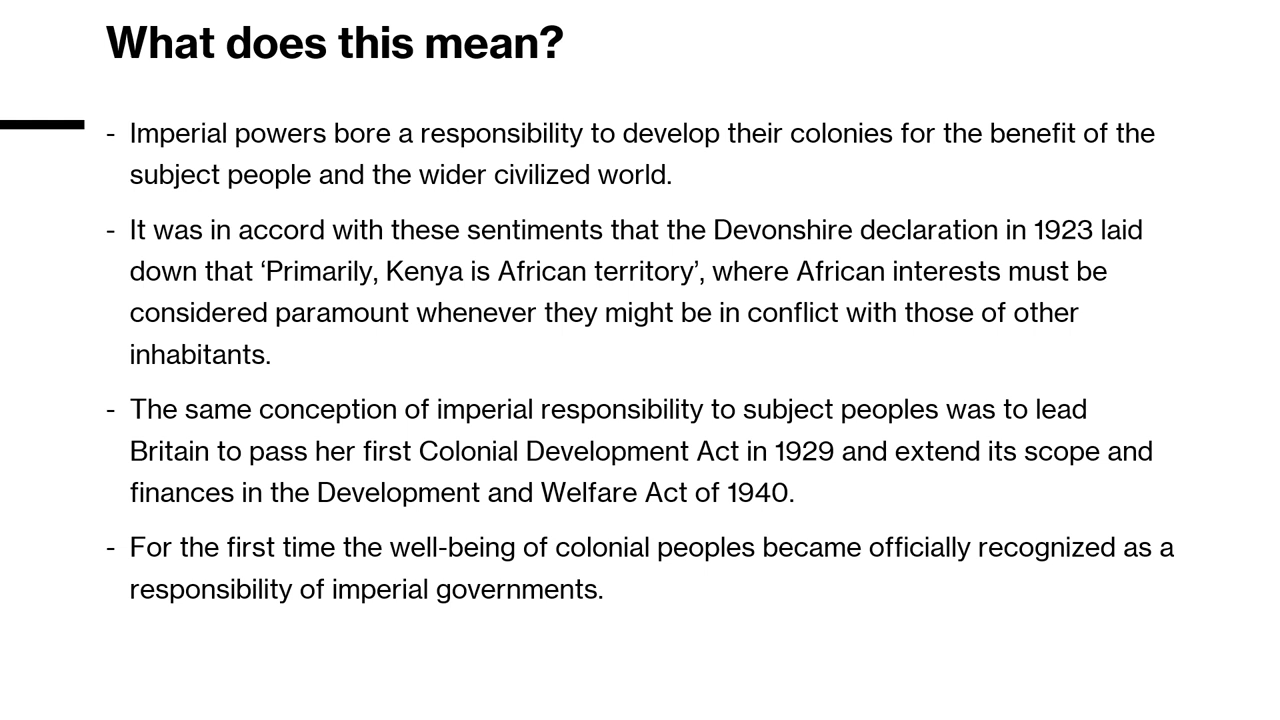 What does this mean?
- Imperial powers bore a responsibility to develop their colonies for the benefit of the
subject people and the wider civilized world.
- It was in accord with these sentiments that the Devonshire declaration in 1923 laid
down that ‘Primarily, Kenya is African territory’, where African interests must be
considered paramount whenever they might be in conflict with those of other
inhabitants.
- The same conception of imperial responsibility to subject peoples was to lead
Britain to pass her first Colonial Development Act in 1929 and extend its scope and
finances in the Development and Welfare Act of 1940.
- For the first time the well-being of colonial peoples became officially recognized as a
responsibility of imperial governments.